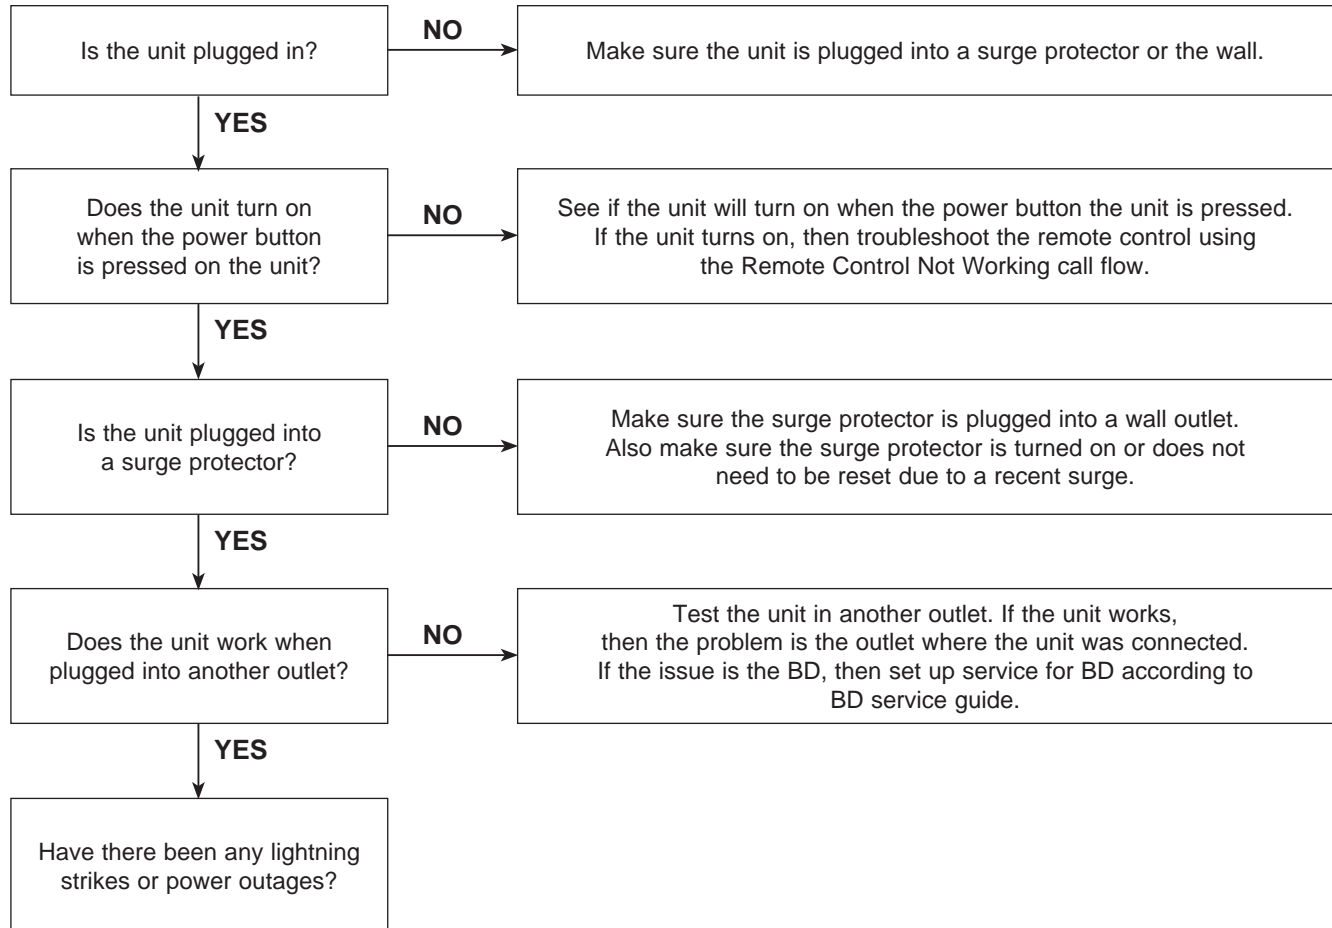 Is the unit plugged in?
NO
Make sure the unit is plugged into a surge protector or the wall.
YES
Does the unit turn on
when the power button
is pressed on the unit?
NO
See if the unit will turn on when the power button the unit is pressed.
If the unit turns on, then troubleshoot the remote control using
the Remote Control Not Working call flow.
YES
Is the unit plugged into
a surge protector?
NO
Make sure the surge protector is plugged into a wall outlet.
Also make sure the surge protector is turned on or does not
need to be reset due to a recent surge.
YES
Does the unit work when
plugged into another outlet?
NO
Test the unit in another outlet. If the unit works,
then the problem is the outlet where the unit was connected.
If the issue is the BD, then set up service for BD according to
BD service guide.
YES
Have there been any lightning
strikes or power outages?